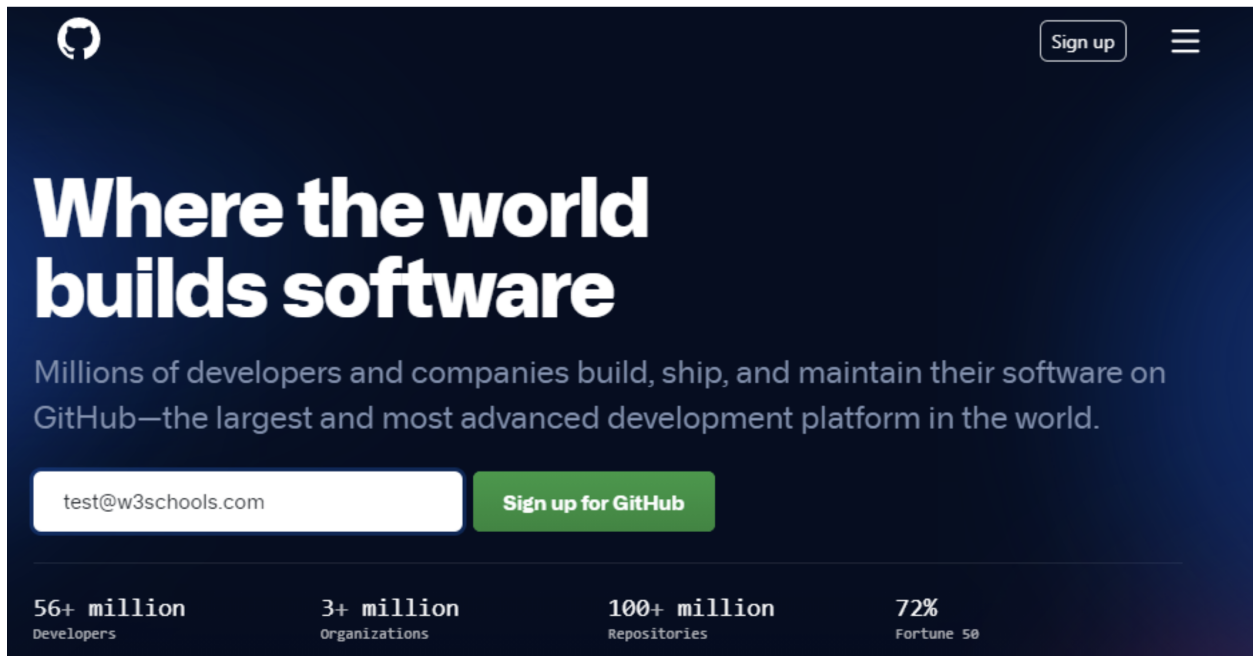 Sign up
Where the world
builds software
Millions of developers and companies build, ship, and maintain their software on
GitHub—the largest and most advanced development platform in the world.
test@w3schools.com
Sign up for GitHub
56+ million
Developers
3+ million
Organizations
100+ million
Repositories
72%
Fortune 50